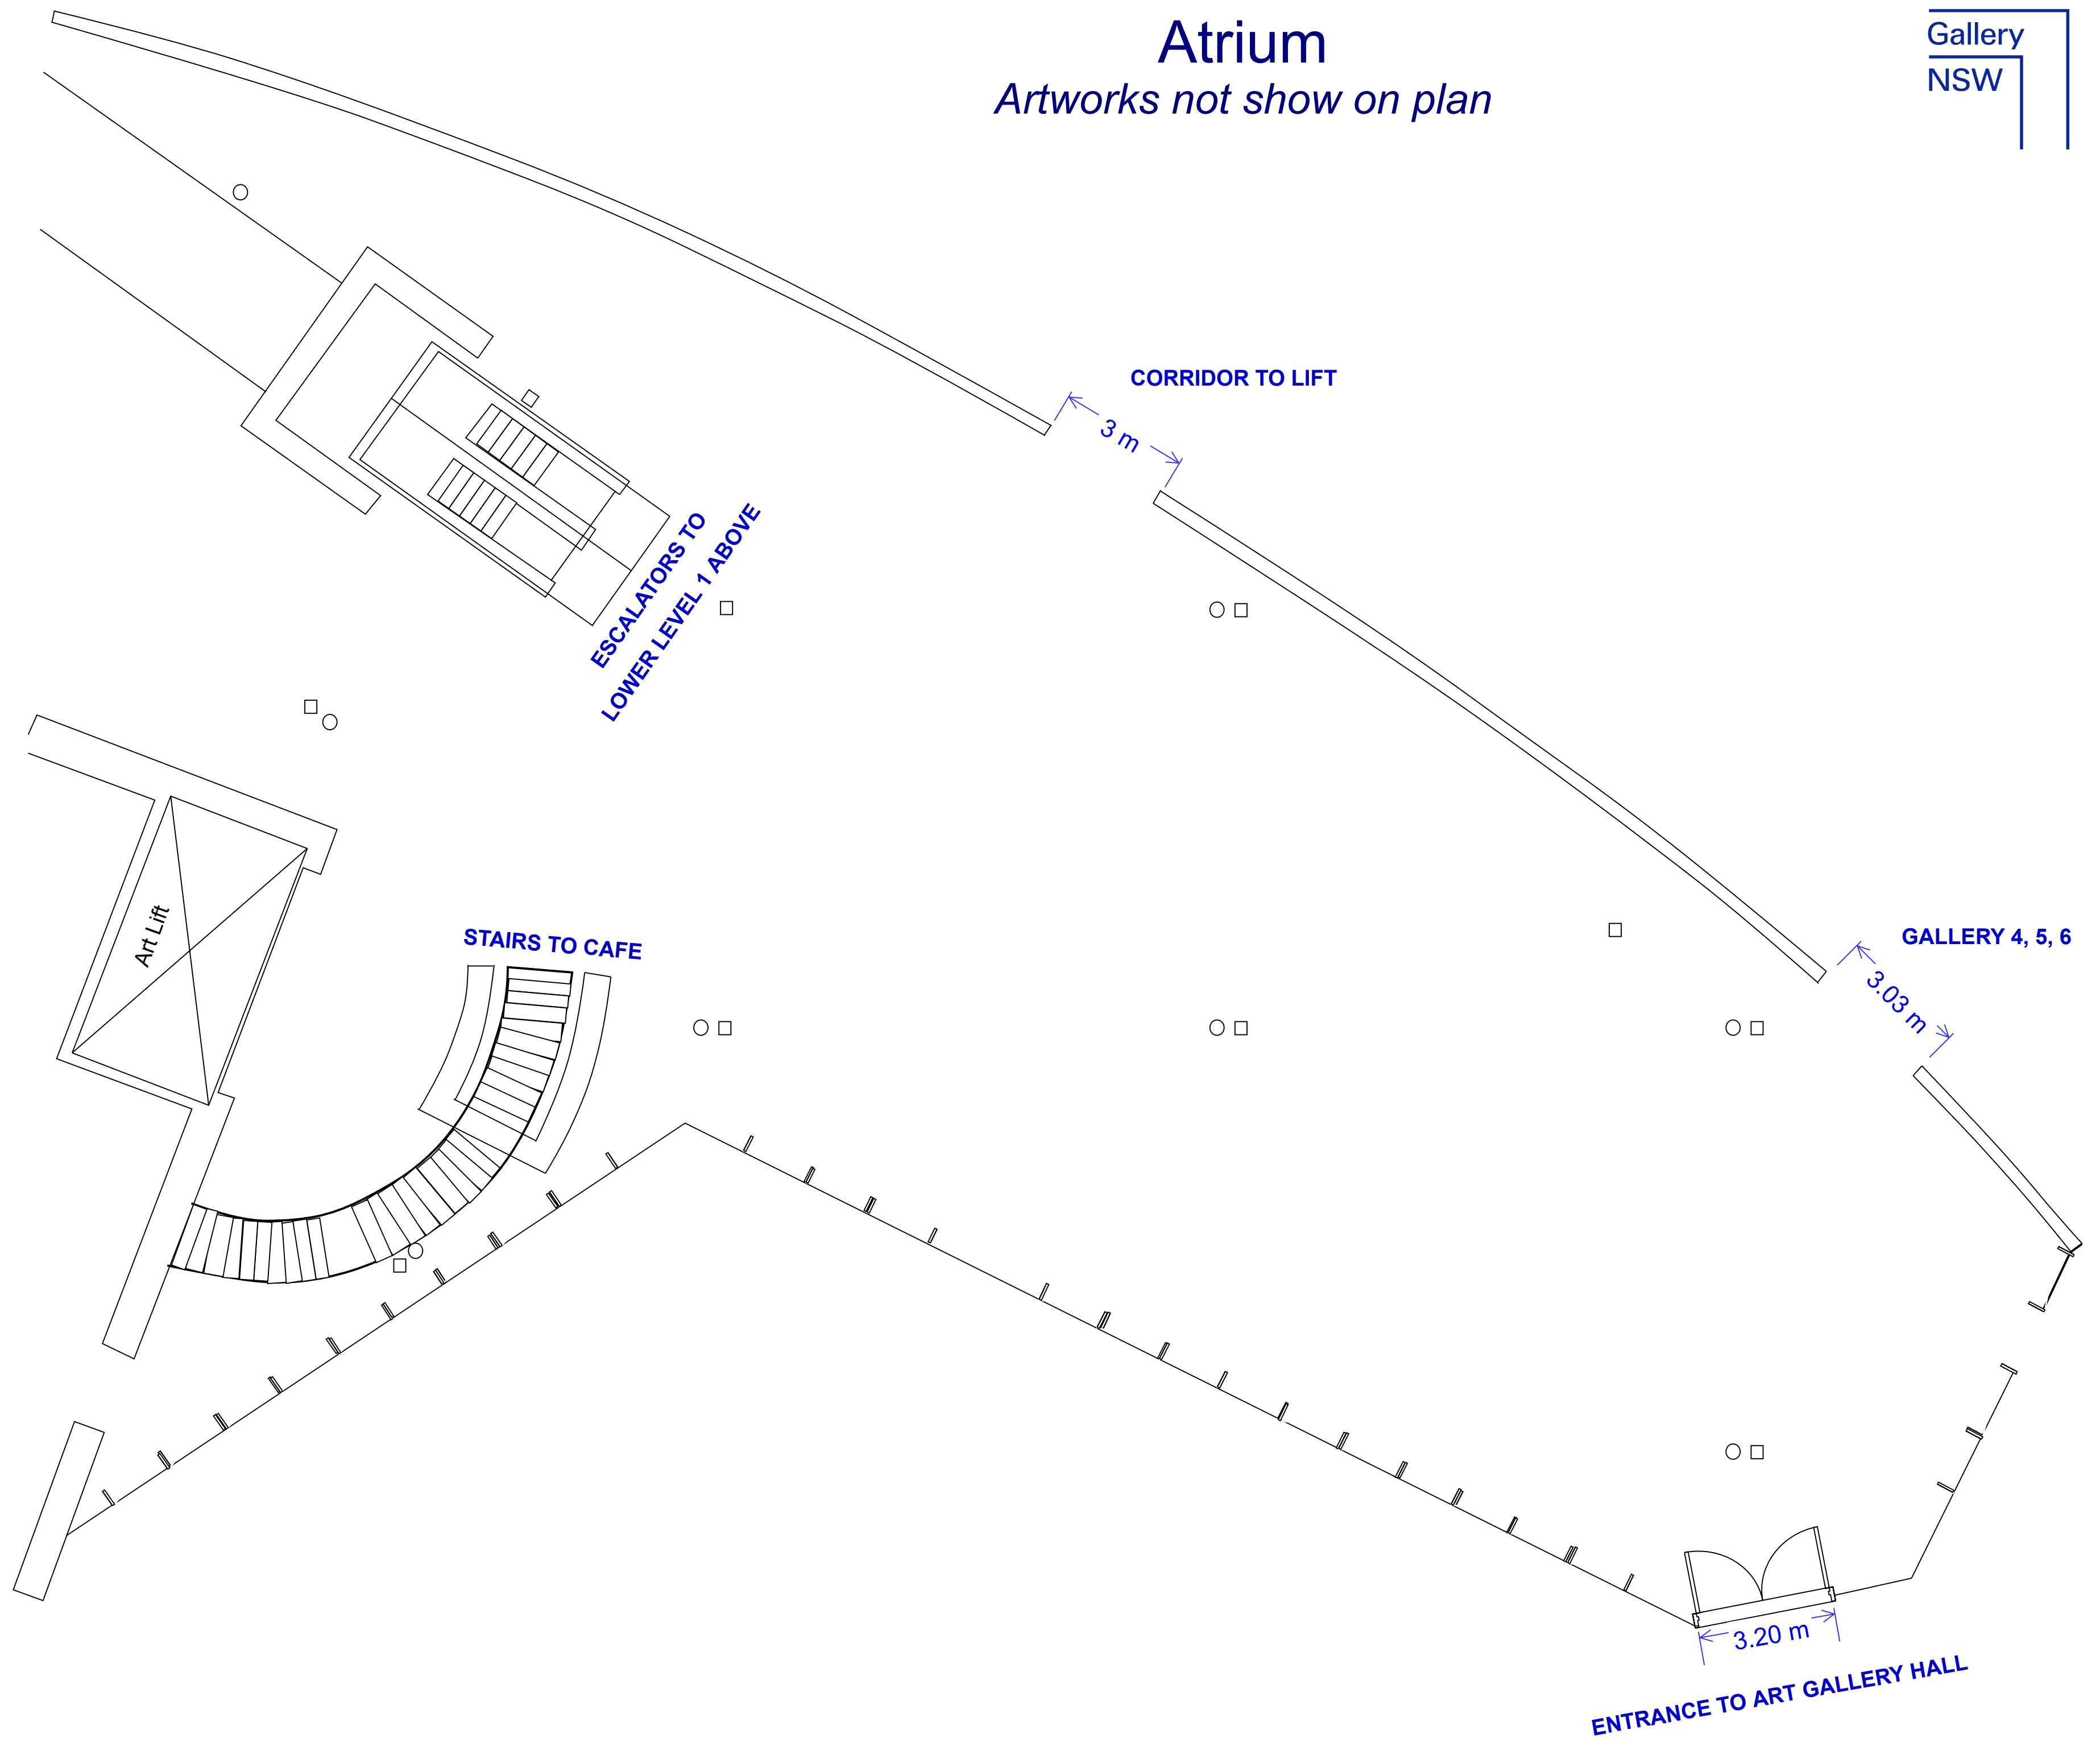 Atrium
Artworks not show on plan
Gallery
NSW
CORRIDOR TO LIFT
3 m
ESCALATORS TO
LOWER LEVEL 1 ABOVE
Art Lift
STAIRS TO CAFE
GALLERY 4, 5, 6
3.03 m
3.20 m
ENTRANCE TO ART GALLERY HALL